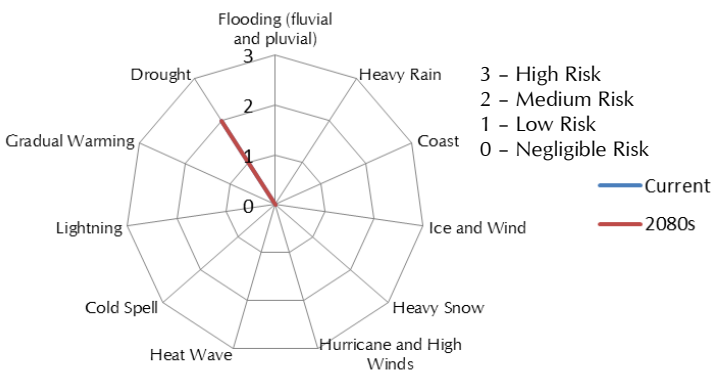 Flooding (fluvial
and pluvial)
3
Drought
Heavy Rain
3 – High Risk
2 – Medium Risk
1 – Low Risk
0 – Negligible Risk
2
Gradual Warming
Coast
1
Current
0
2080s
Lightning
Ice and Wind
Cold Spell
Heavy Snow
Heat Wave
Hurricane and High
Winds